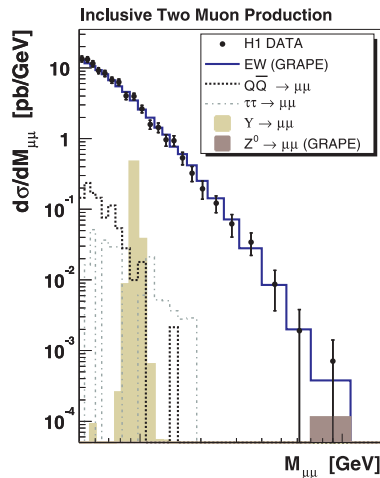 Inclusive Two Muon Production
H1 DATA
EW (GRAPE)
QQ̅ → μμ
ττ → μμ
Υ → μμ
Z⁰ → μμ (GRAPE)
dσ/dM_μμ [pb/GeV]
10
1
10⁻¹
10⁻²
10⁻³
10⁻⁴
M_μμ [GeV]